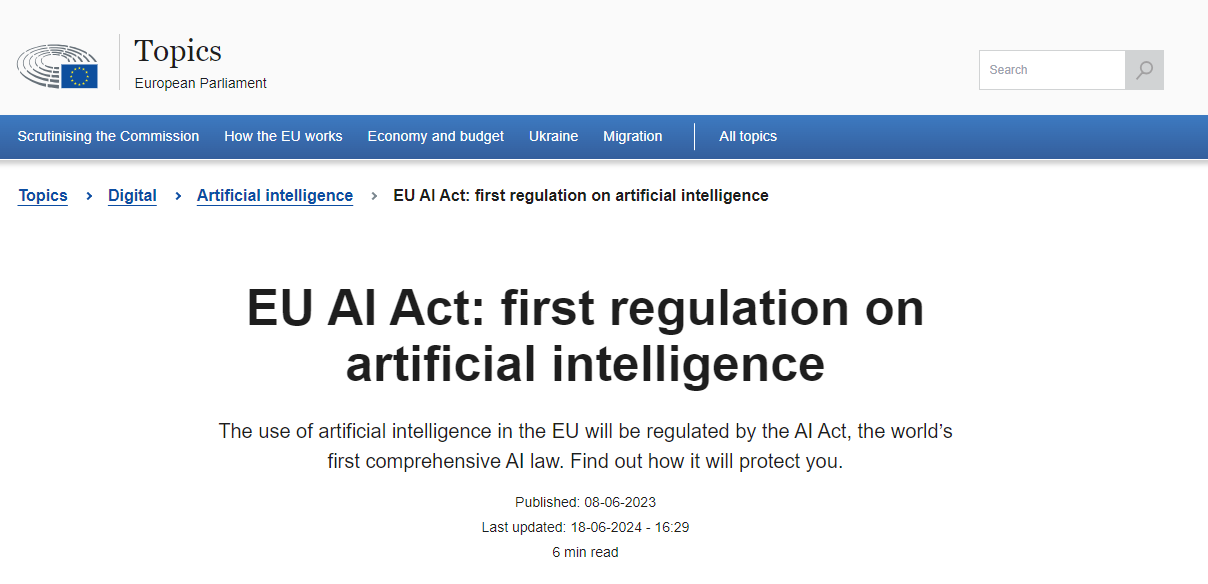 Topics
European Parliament
Search
Scrutinising the Commission How the EU works Economy and budget Ukraine Migration All topics
Topics > Digital > Artificial intelligence > EU AI Act: first regulation on artificial intelligence
EU AI Act: first regulation on
artificial intelligence
The use of artificial intelligence in the EU will be regulated by the AI Act, the world’s
first comprehensive AI law. Find out how it will protect you.
Published: 08-06-2023
Last updated: 18-06-2024 - 16:29
6 min read